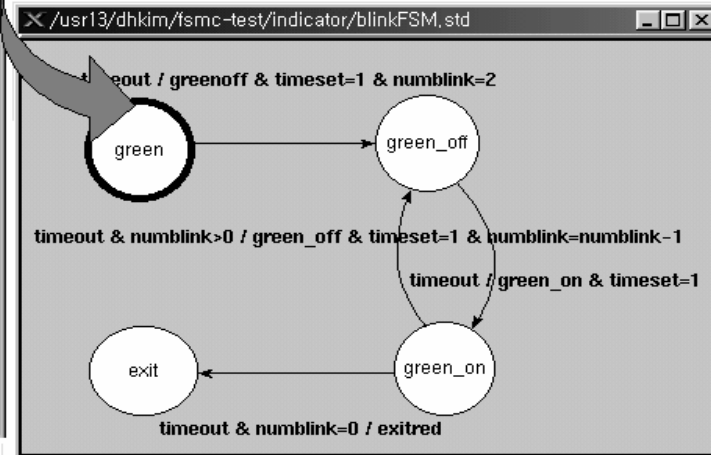 /usr13/dhkim/fsmc-test/indicator/blinkFSM.std
/ greenoff & timeset=1 & numblink=2
green
green_off
timeout & numblink>0 / green_off & timeset=1 & numblink=numblink-1
timeout / green_on & timeset=1
exit
green_on
timeout & numblink=0 / exitred